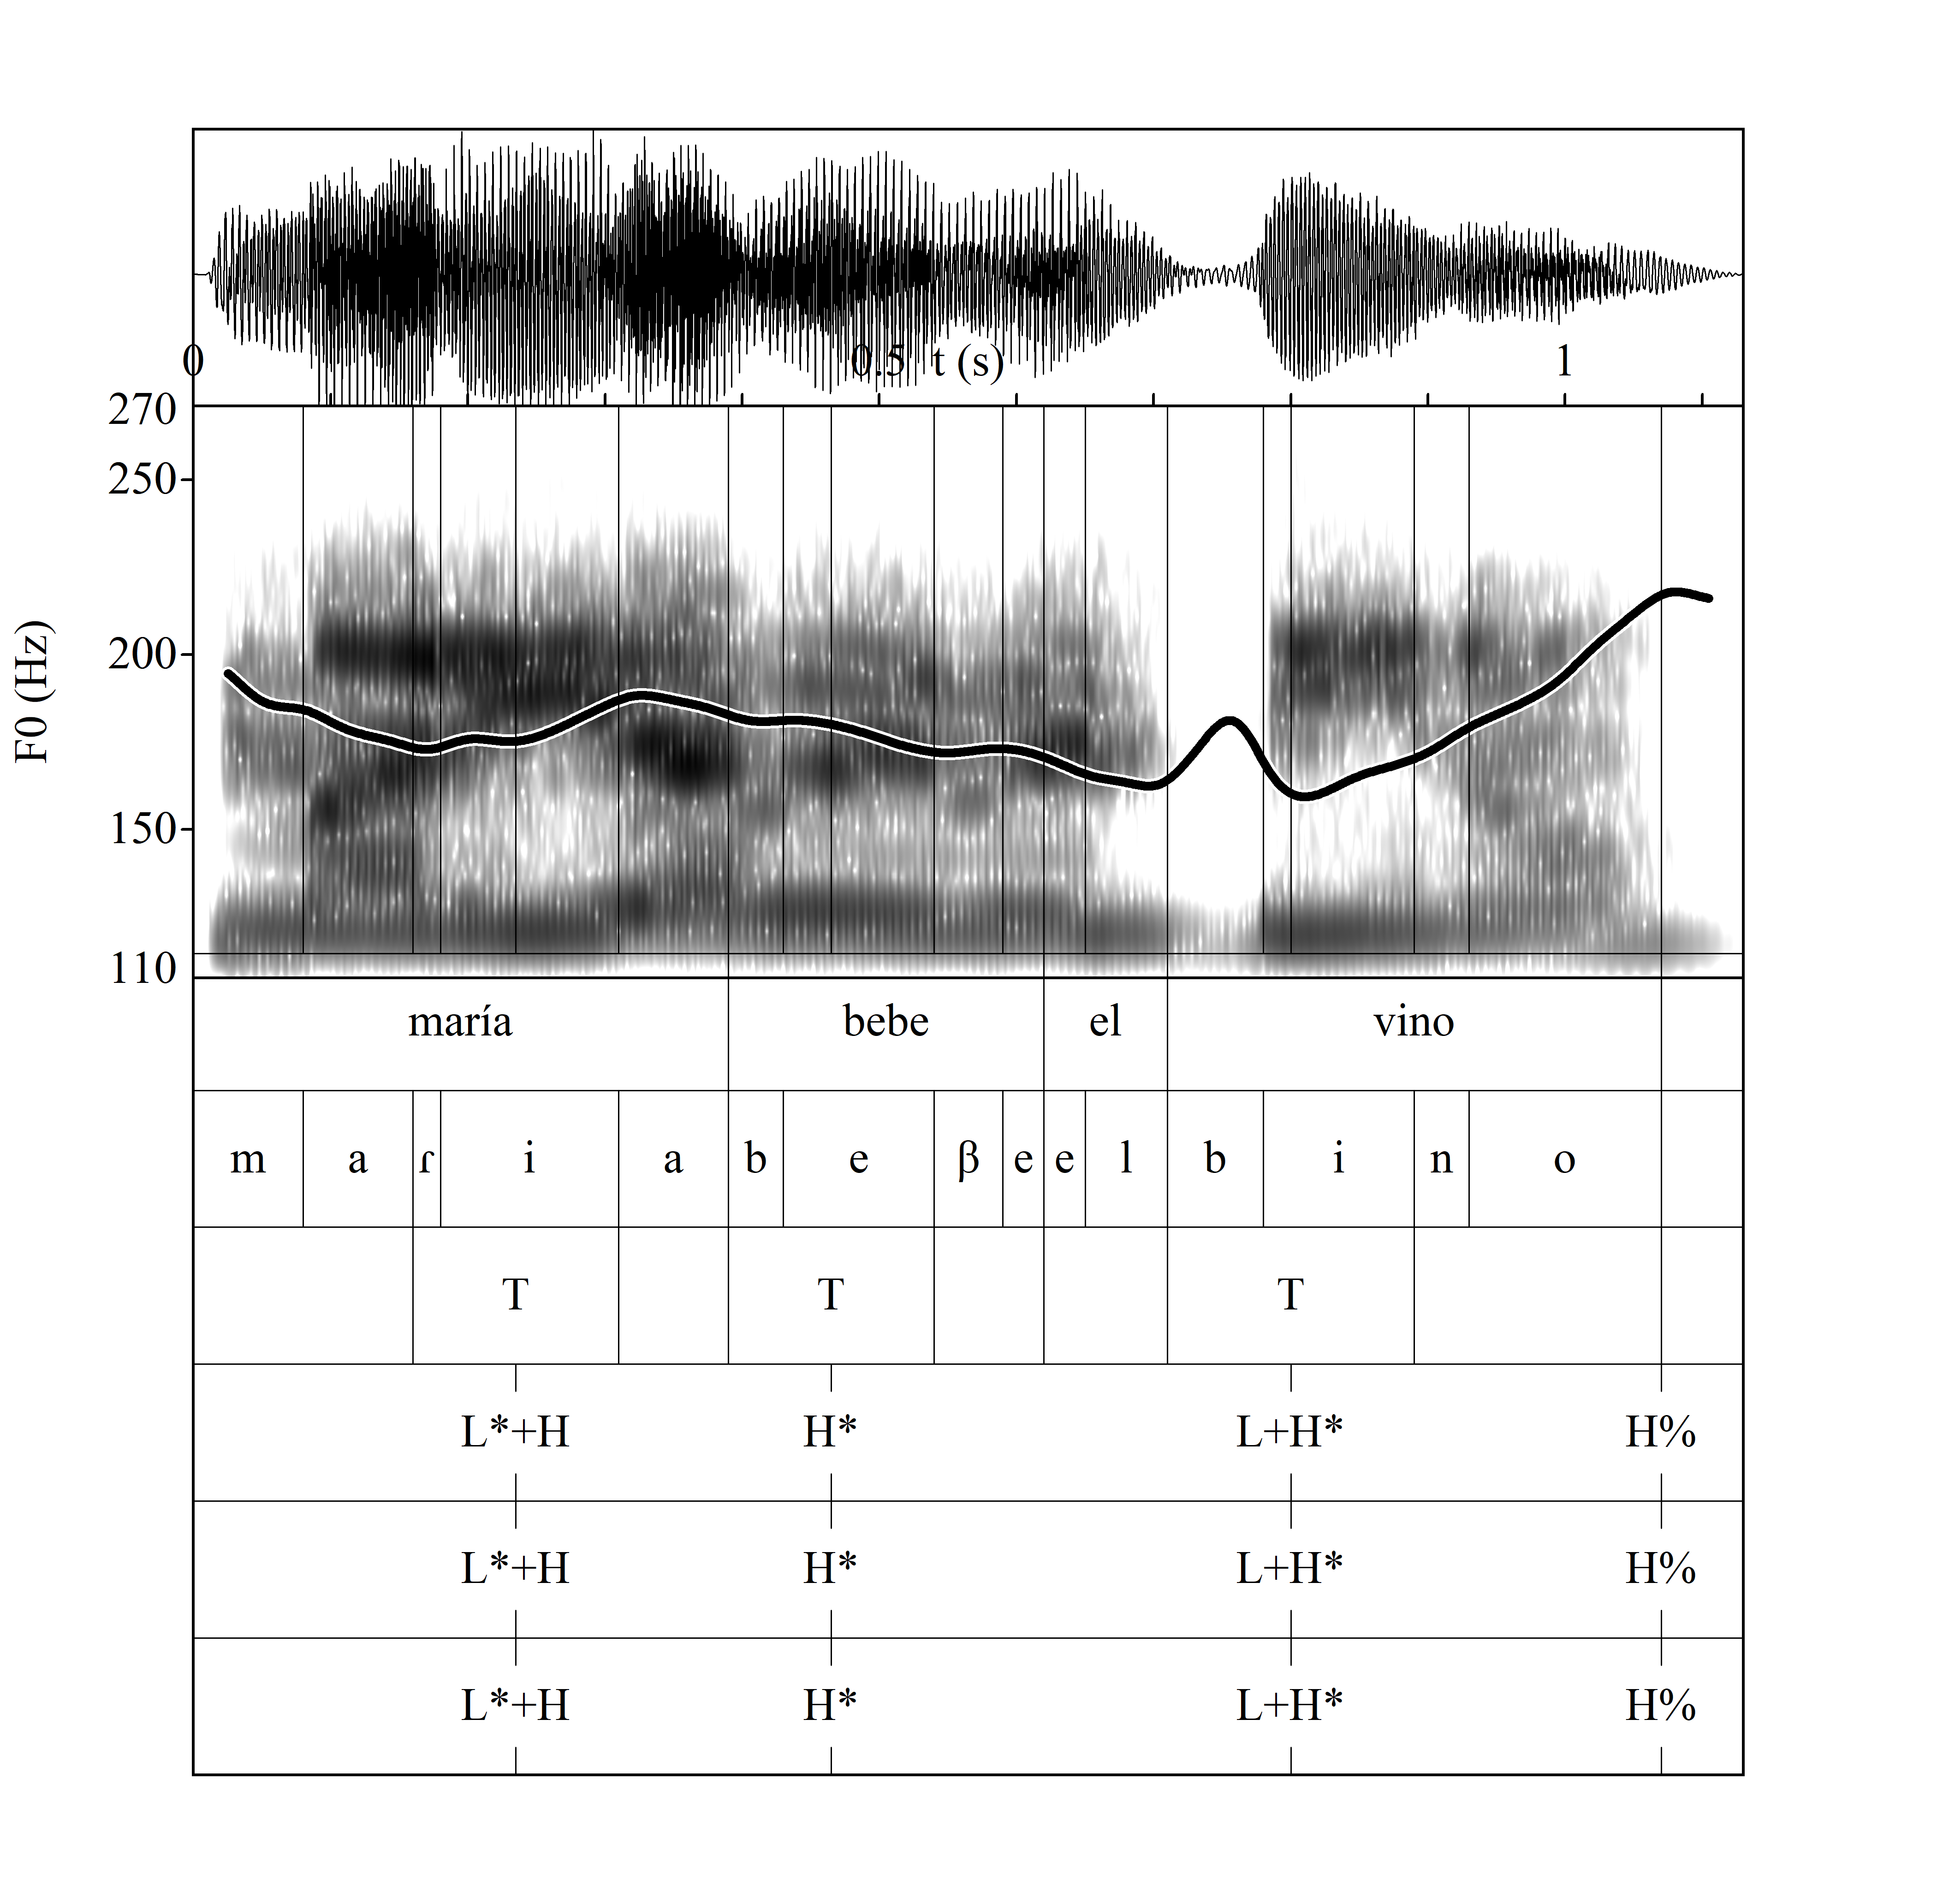 0 0.5 t (s) 1
270
250
200
150
110
F0 (Hz)
maría bebe el vino
m a ɾ i a b e β e e l b i n o
T T T
L*+H H* L+H* H%
L*+H H* L+H* H%
L*+H H* L+H* H%